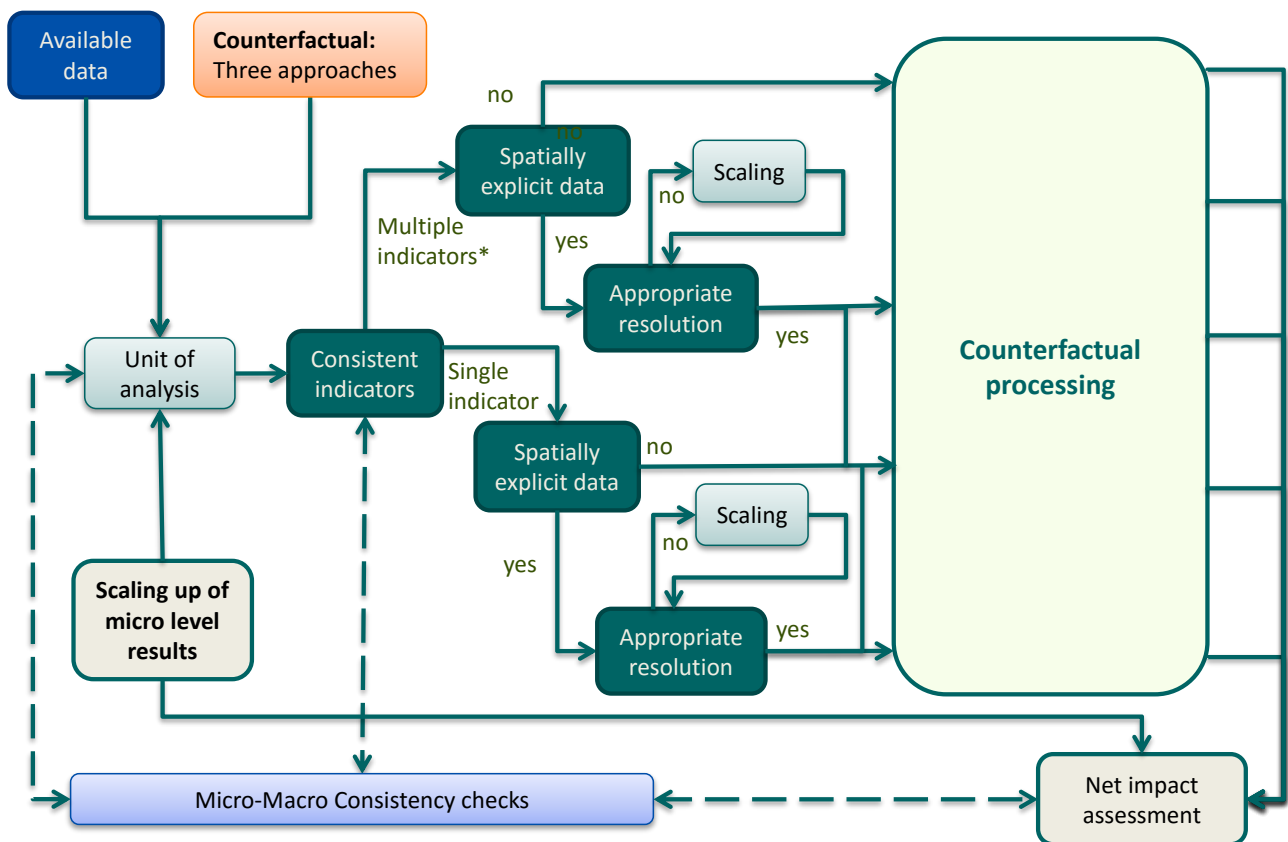 Available
data
Counterfactual:
Three approaches
no
no
Spatially
explicit data
Scaling
no
Multiple
indicators*
yes
Appropriate
resolution
yes
Unit of
analysis
Consistent
indicators
Single
indicator
Counterfactual
processing
Spatially
explicit data
no
Scaling
no
yes
Scaling up of
micro level
results
Appropriate
resolution
yes
Micro-Macro Consistency checks
Net impact
assessment